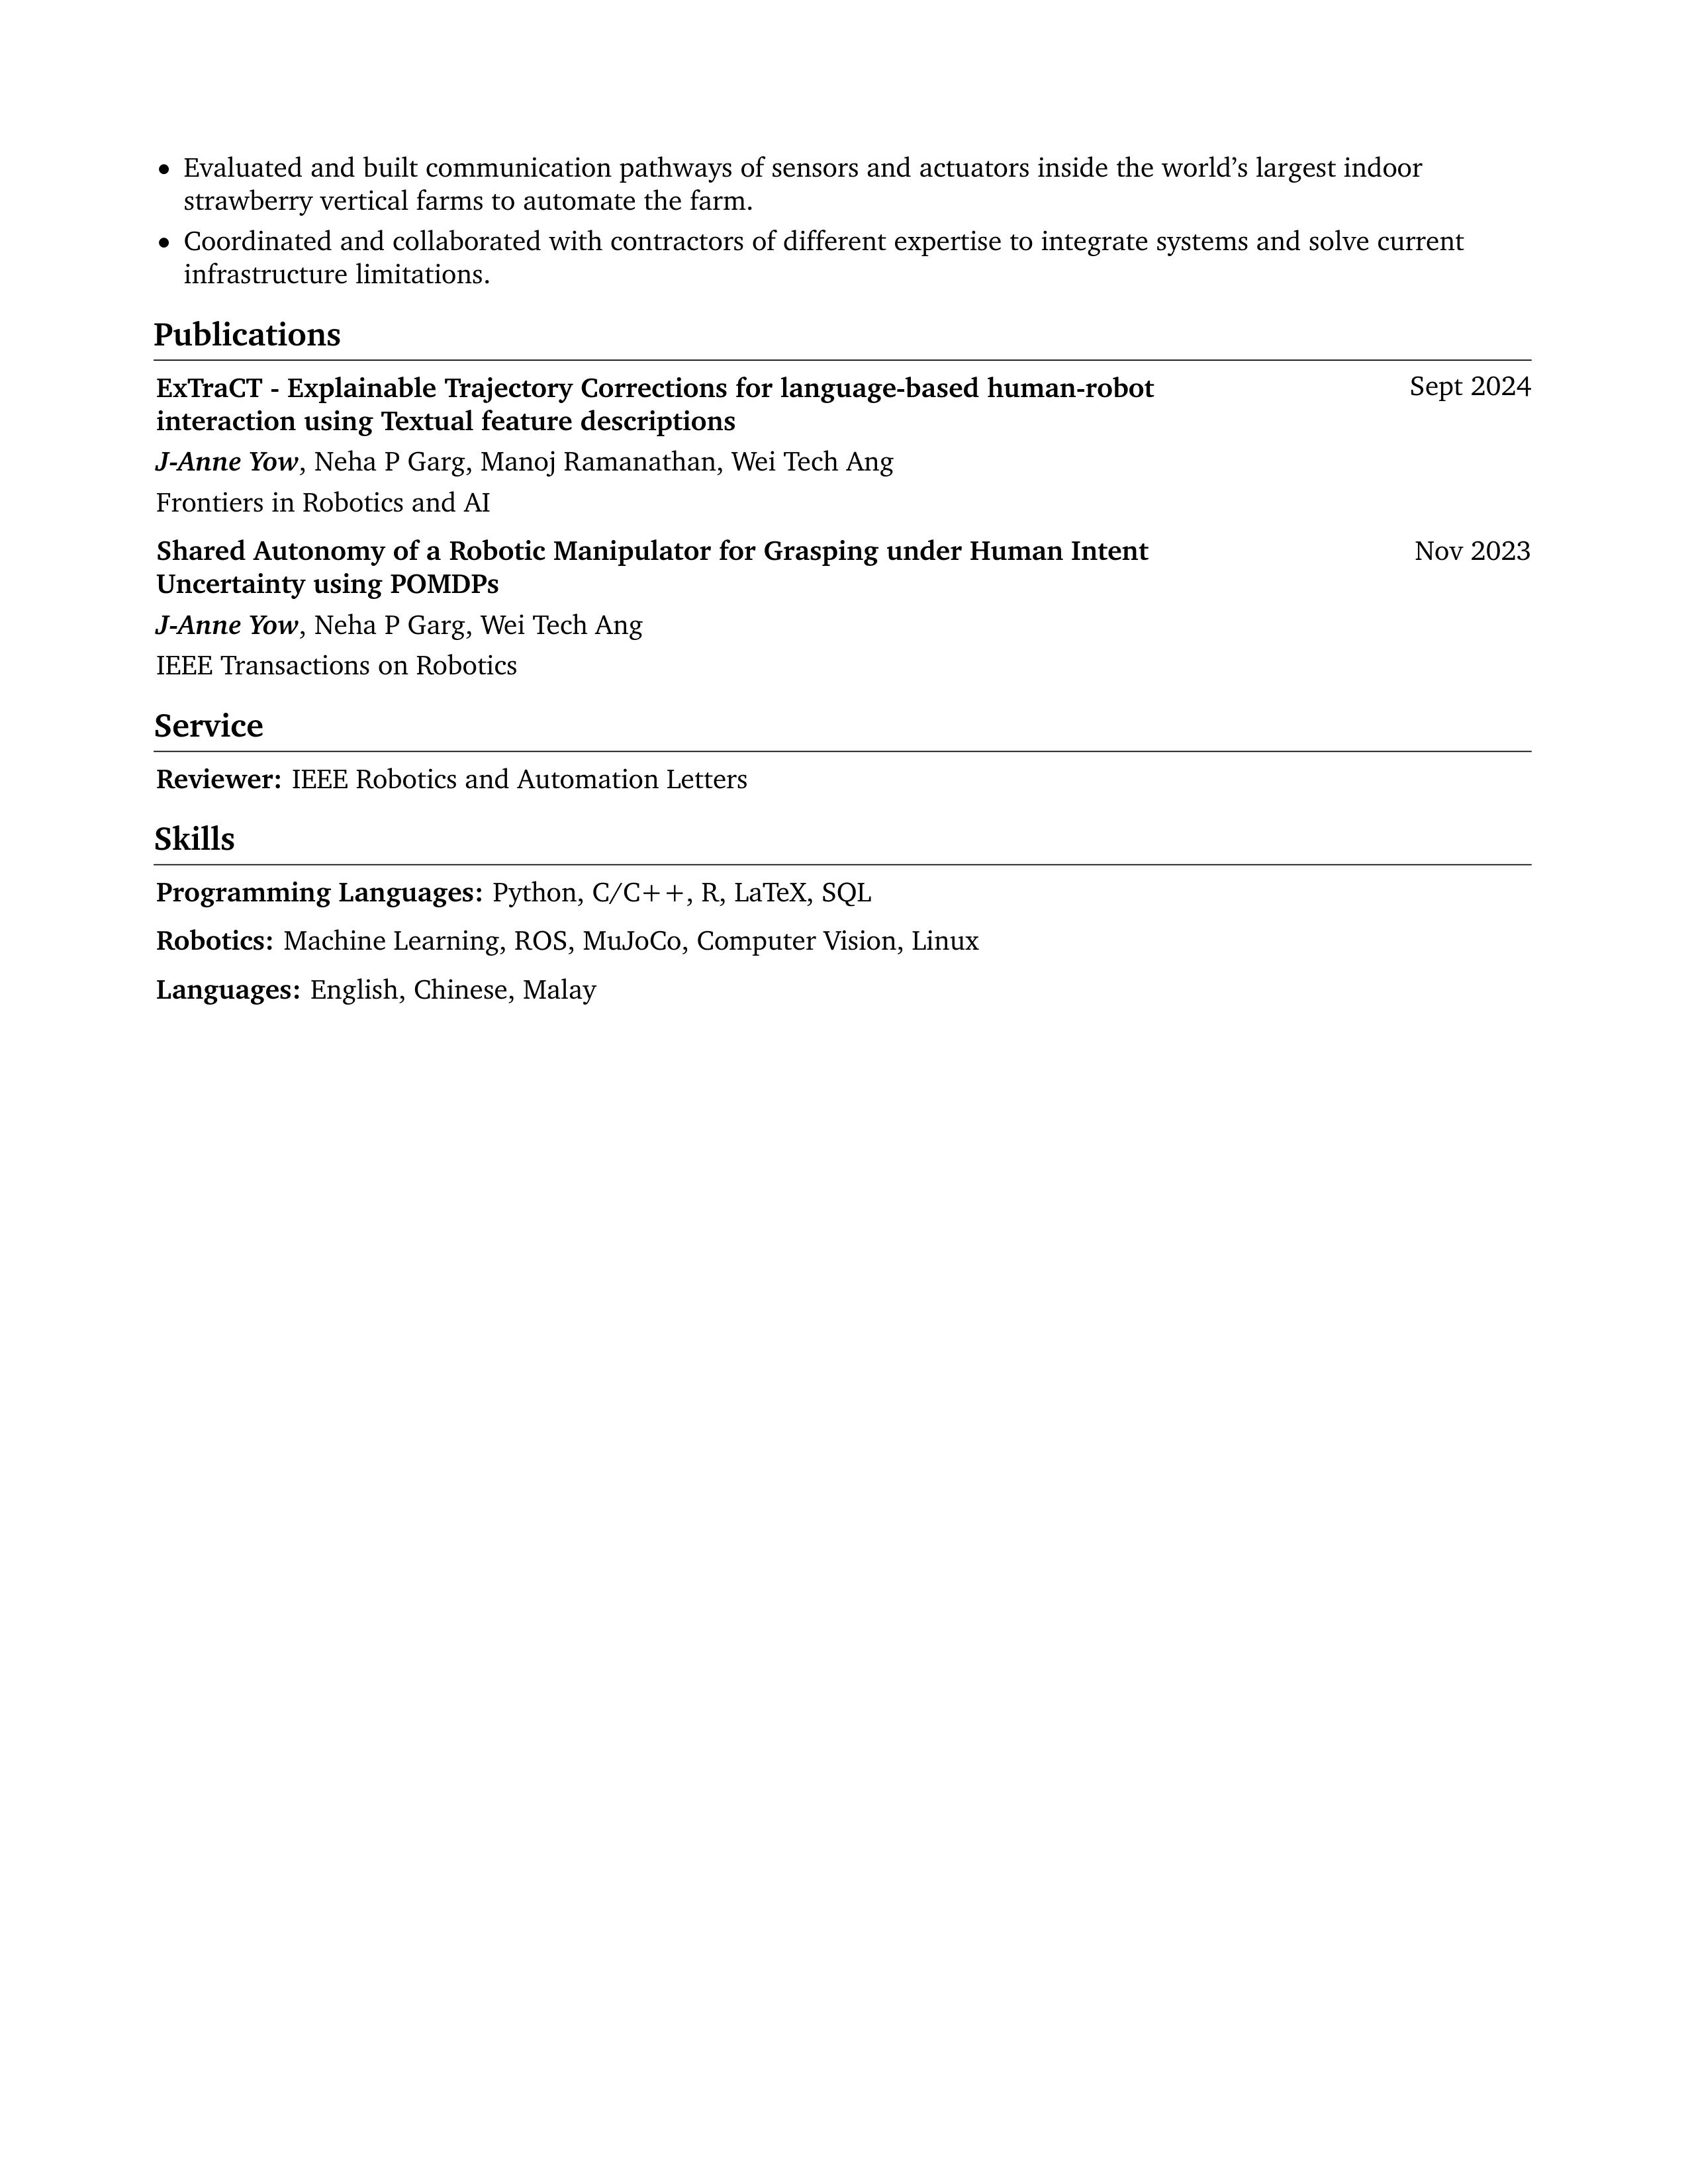 • Evaluated and built communication pathways of sensors and actuators inside the world's largest indoor
strawberry vertical farms to automate the farm.
• Coordinated and collaborated with contractors of different expertise to integrate systems and solve current
infrastructure limitations.
Publications
ExTraCT - Explainable Trajectory Corrections for language-based human-robot Sept 2024
interaction using Textual feature descriptions
J-Anne Yow, Neha P Garg, Manoj Ramanathan, Wei Tech Ang
Frontiers in Robotics and AI
Shared Autonomy of a Robotic Manipulator for Grasping under Human Intent Nov 2023
Uncertainty using POMDPs
J-Anne Yow, Neha P Garg, Wei Tech Ang
IEEE Transactions on Robotics
Service
Reviewer: IEEE Robotics and Automation Letters
Skills
Programming Languages: Python, C/C++, R, LaTeX, SQL
Robotics: Machine Learning, ROS, MuJoCo, Computer Vision, Linux
Languages: English, Chinese, Malay